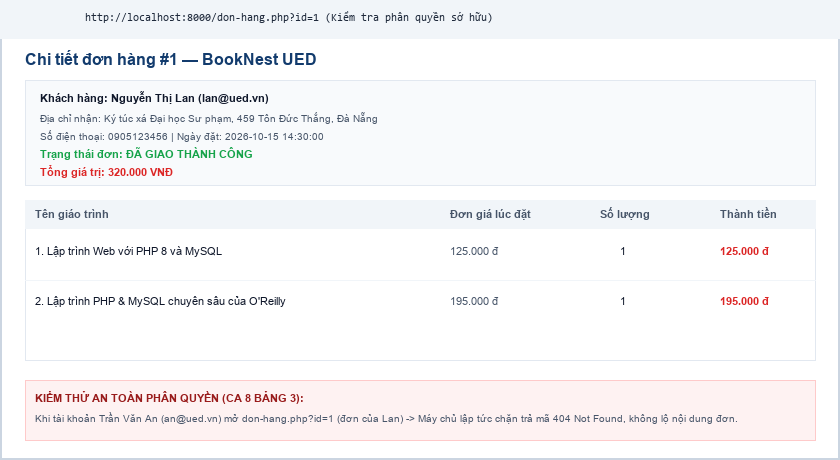 http://localhost:8000/don-hang.php?id=1 (Kiểm tra phân quyền sở hữu)
Chi tiết đơn hàng #1 — BookNest UED
Khách hàng: Nguyễn Thị Lan (lan@ued.vn)
Địa chỉ nhận: Ký túc xá Đại học Sư phạm, 459 Tôn Đức Thắng, Đà Nẵng
Số điện thoại: 0905123456 | Ngày đặt: 2026-10-15 14:30:00
Trạng thái đơn: ĐÃ GIAO THÀNH CÔNG
Tổng giá trị: 320.000 VNĐ
Tên giáo trình Đơn giá lúc đặt Số lượng Thành tiền
1. Lập trình Web với PHP 8 và MySQL 125.000 đ 1 125.000 đ
2. Lập trình PHP & MySQL chuyên sâu của O'Reilly 195.000 đ 1 195.000 đ
KIỂM THỬ AN TOÀN PHÂN QUYỀN (CA 8 BẢNG 3):
Khi tài khoản Trần Văn An (an@ued.vn) mở don-hang.php?id=1 (đơn của Lan) -> Máy chủ lập tức chặn trả mã 404 Not Found, không lộ nội dung đơn.